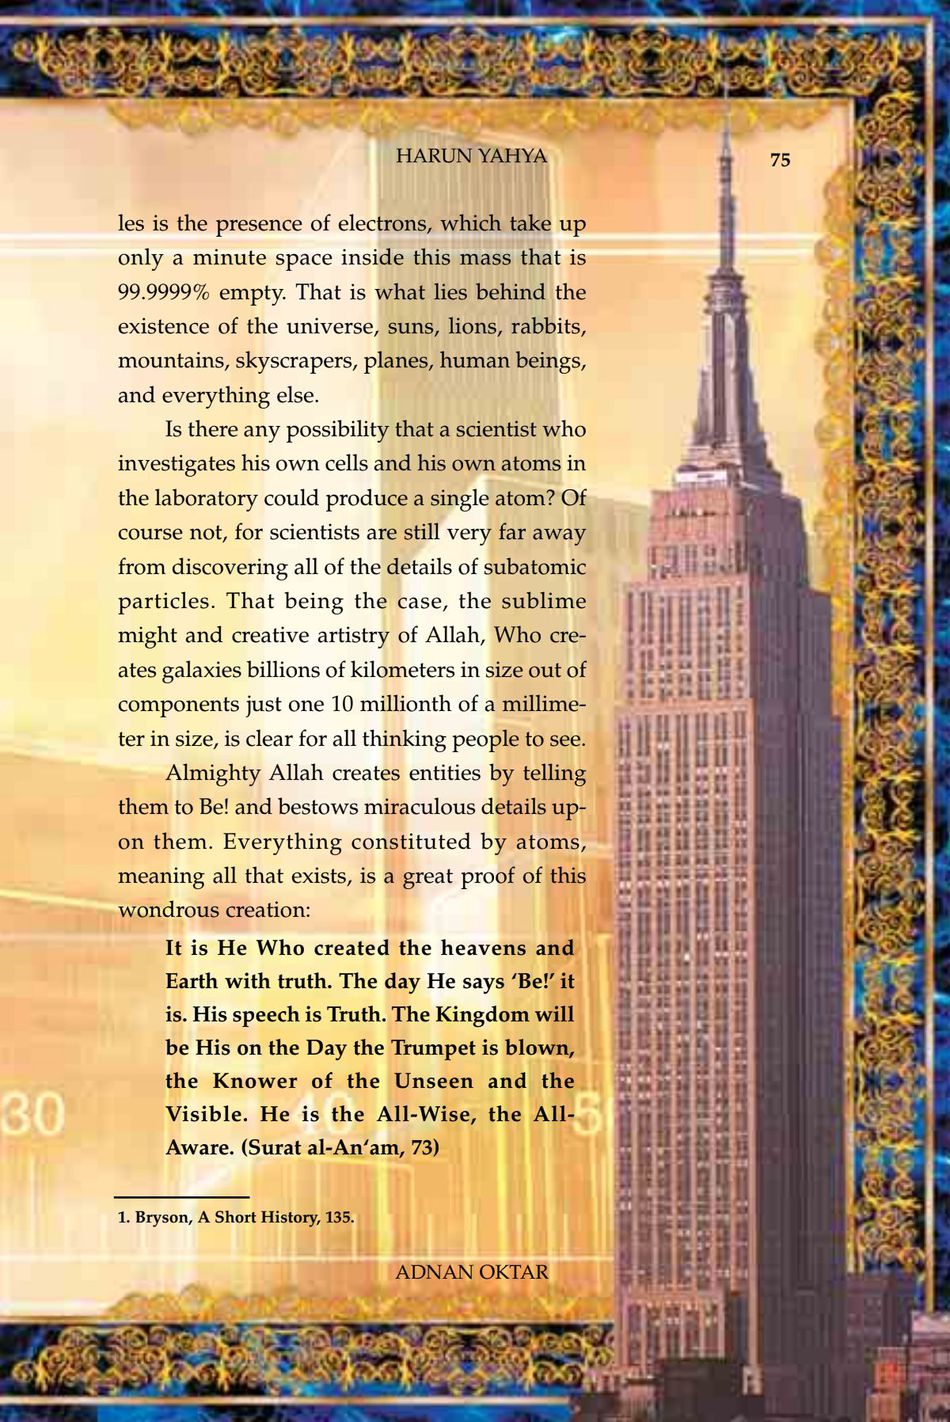 HARUN YAHYA
75
les is the presence of electrons, which take up
only a minute space inside this mass that is
99.9999% empty. That is what lies behind the
existence of the universe, suns, lions, rabbits,
mountains, skyscrapers, planes, human beings,
and everything else.
Is there any possibility that a scientist who
investigates his own cells and his own atoms in
the laboratory could produce a single atom? Of
course not, for scientists are still very far away
from discovering all of the details of subatomic
particles. That being the case, the sublime
might and creative artistry of Allah, Who cre-
ates galaxies billions of kilometers in size out of
components just one 10 millionth of a millime-
ter in size, is clear for all thinking people to see.
Almighty Allah creates entities by telling
them to Be! and bestows miraculous details up-
on them. Everything constituted by atoms,
meaning all that exists, is a great proof of this
wondrous creation:
It is He Who created the heavens and
Earth with truth. The day He says ‘Be!’ it
is. His speech is Truth. The Kingdom will
be His on the Day the Trumpet is blown,
the Knower of the Unseen and the
Visible. He is the All-Wise, the All-
Aware. (Surat al-An‘am, 73)
30 40 50
1. Bryson, A Short History, 135.
ADNAN OKTAR